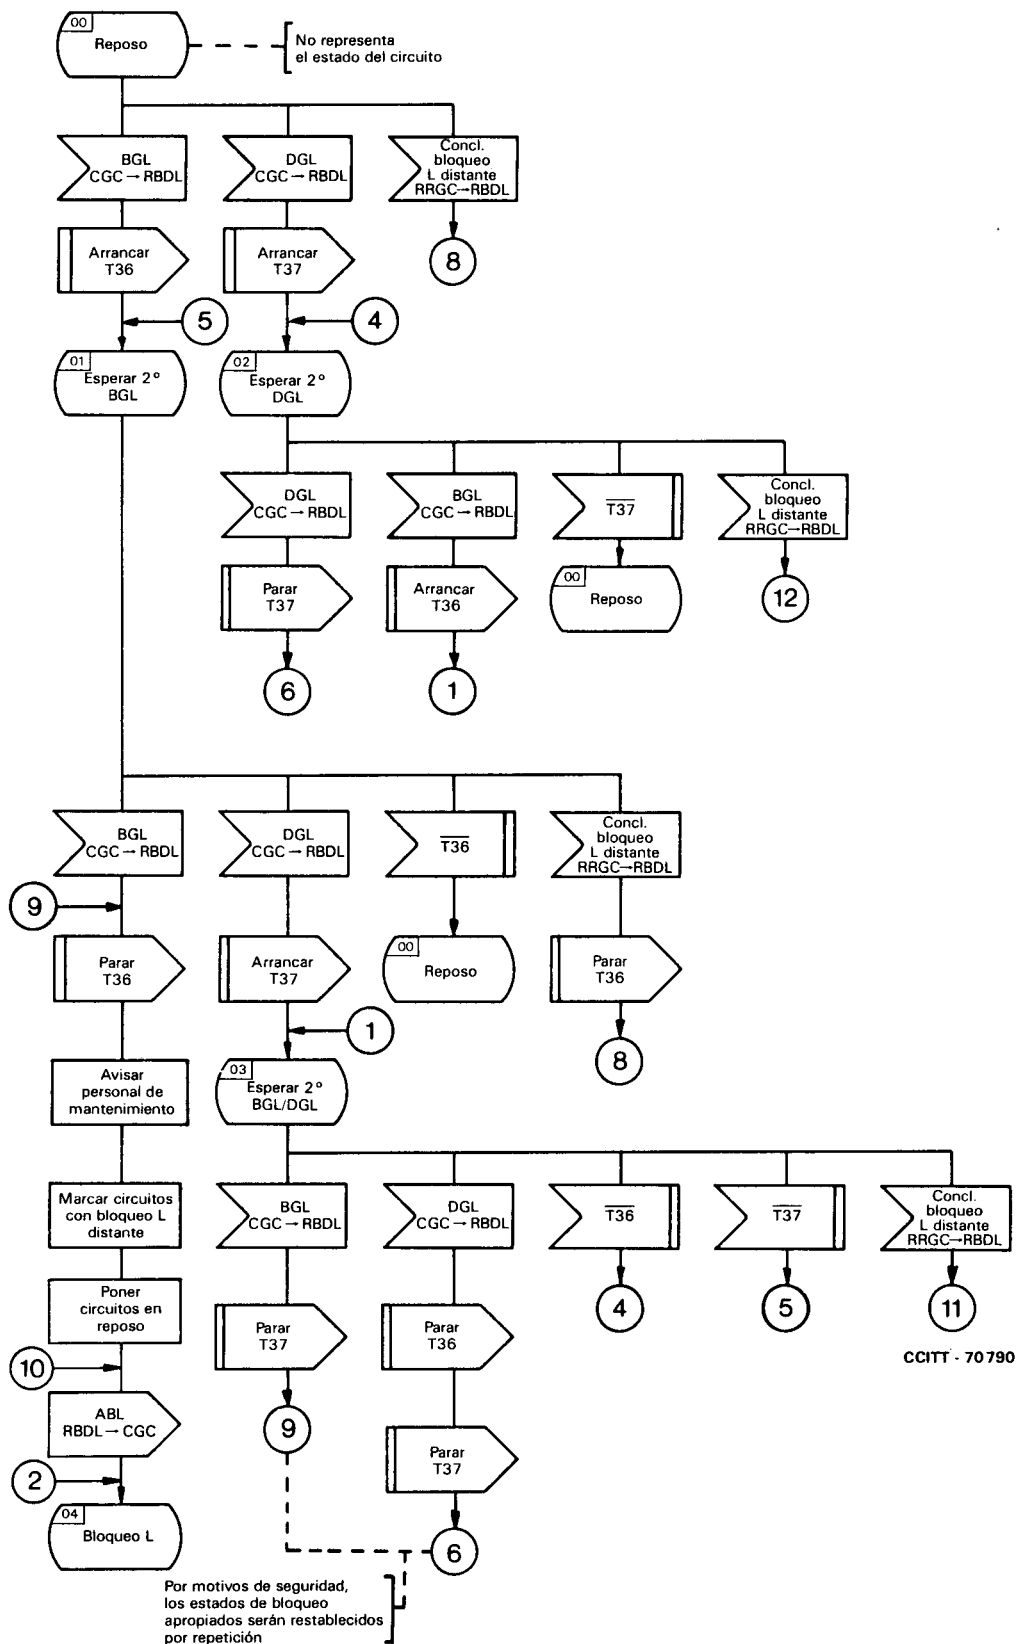 00
Reposo
No representa
el estado del circuito
BGL
CGC → RBDL
DGL
CGC → RBDL
Concl.
bloqueo
L distante
RRGC → RBDL
Arrancar
T36
Arrancar
T37
8
5
4
01
Esperar 2º
BGL
02
Esperar 2º
DGL
DGL
CGC → RBDL
BGL
CGC → RBDL
T37
Concl.
bloqueo
L distante
RRGC → RBDL
Parar
T37
Arrancar
T36
00
Reposo
12
6
1
BGL
CGC → RBDL
DGL
CGC → RBDL
T36
Concl.
bloqueo
L distante
RRGC → RBDL
9
Parar
T36
Arrancar
T37
00
Reposo
Parar
T36
1
8
Avisar
personal de
mantenimiento
03
Esperar 2º
BGL/DGL
Marcar circuitos
con bloqueo L
distante
BGL
CGC → RBDL
DGL
CGC → RBDL
T36
T37
Concl.
bloqueo
L distante
RRGC → RBDL
Poner
circuitos en
reposo
Parar
T37
Parar
T36
4
5
11
CCITT - 70 790
10
ABL
RBDL → CGC
9
Parar
T37
2
04
Bloqueo L
6
Por motivos de seguridad,
los estados de bloqueo
apropiados serán restablecidos
por repetición